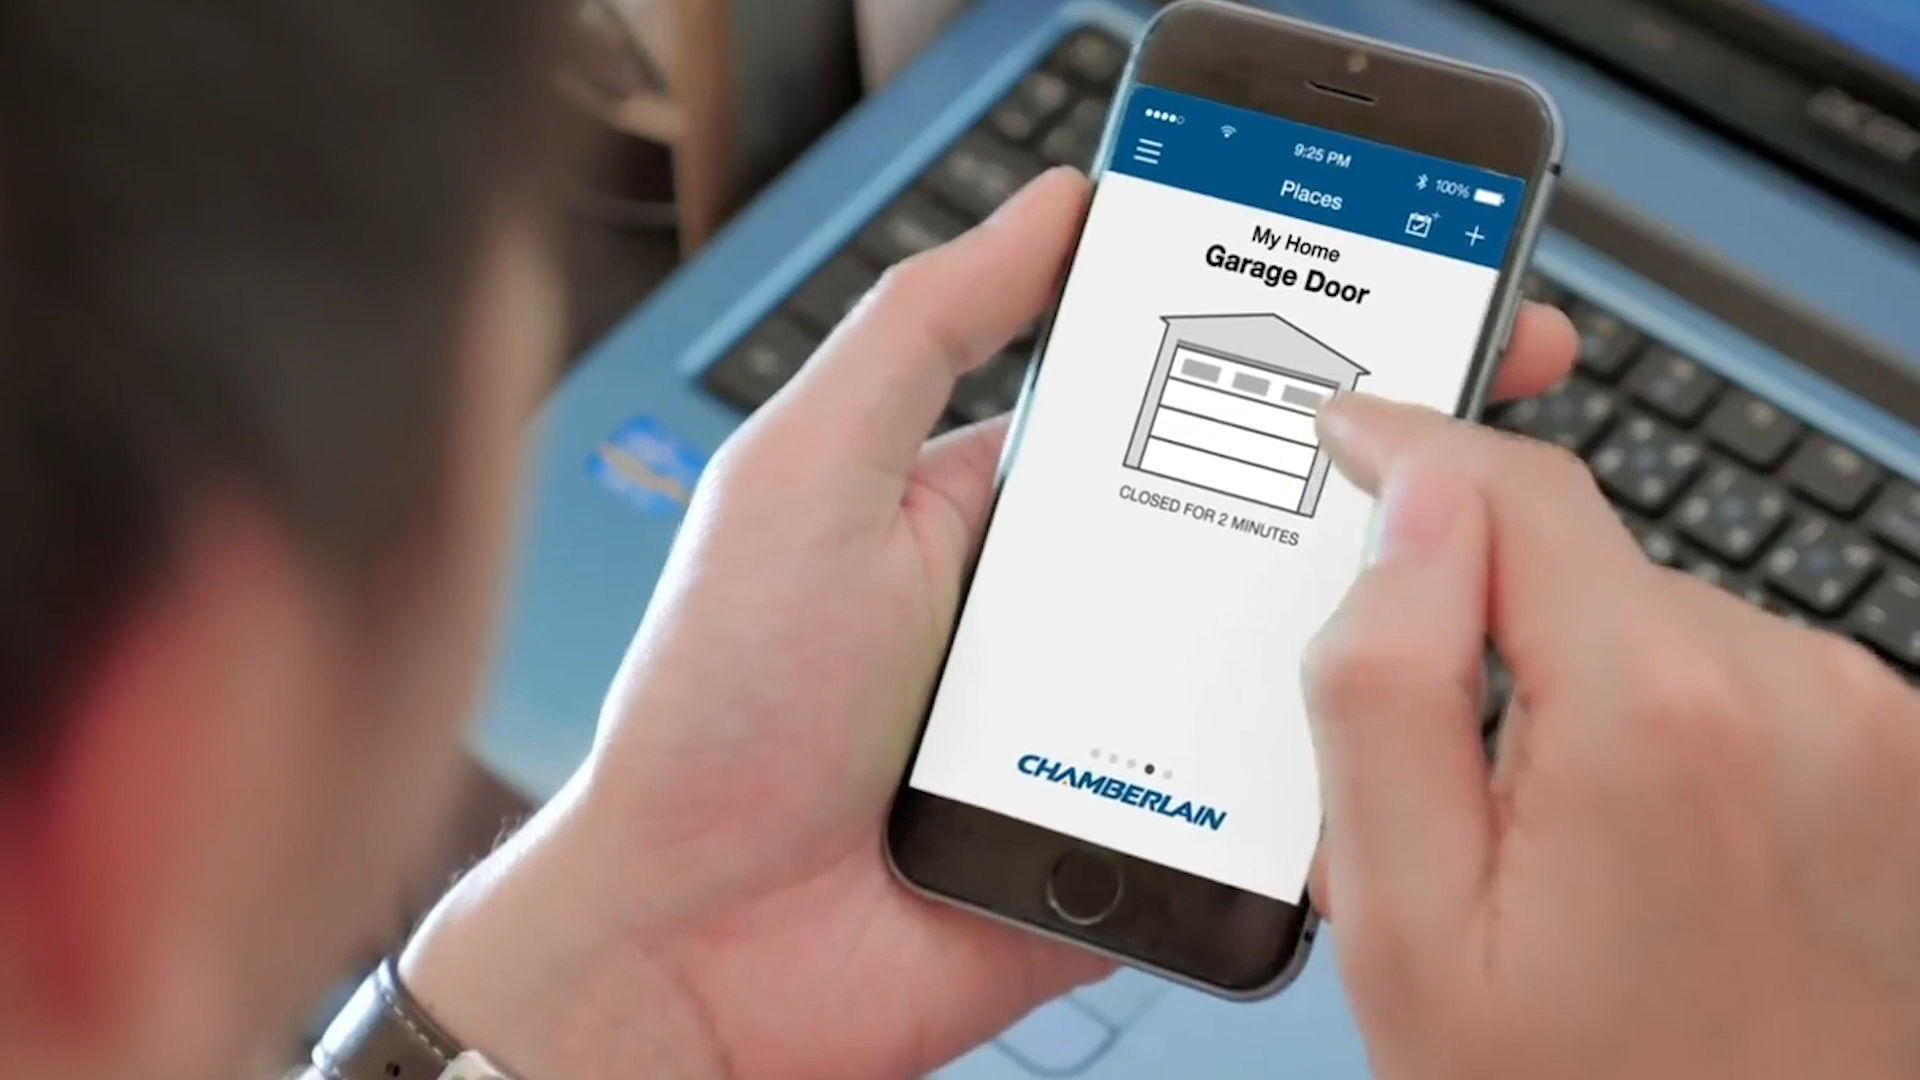 9:25 PM
100%
Places
My Home
Garage Door
CLOSED FOR 2 MINUTES
CHAMBERLAIN